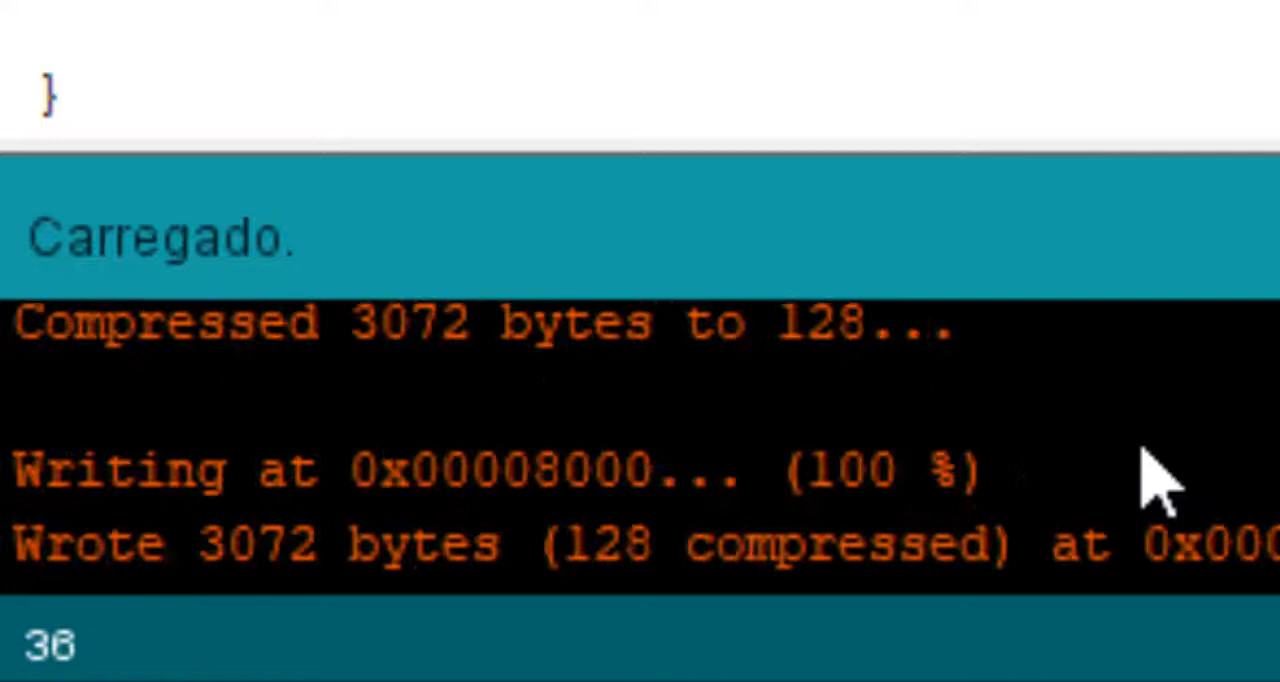 }
Carregado.
Compressed 3072 bytes to 128...
Writing at 0x00008000... (100 %)
Wrote 3072 bytes (128 compressed) at 0x000
36